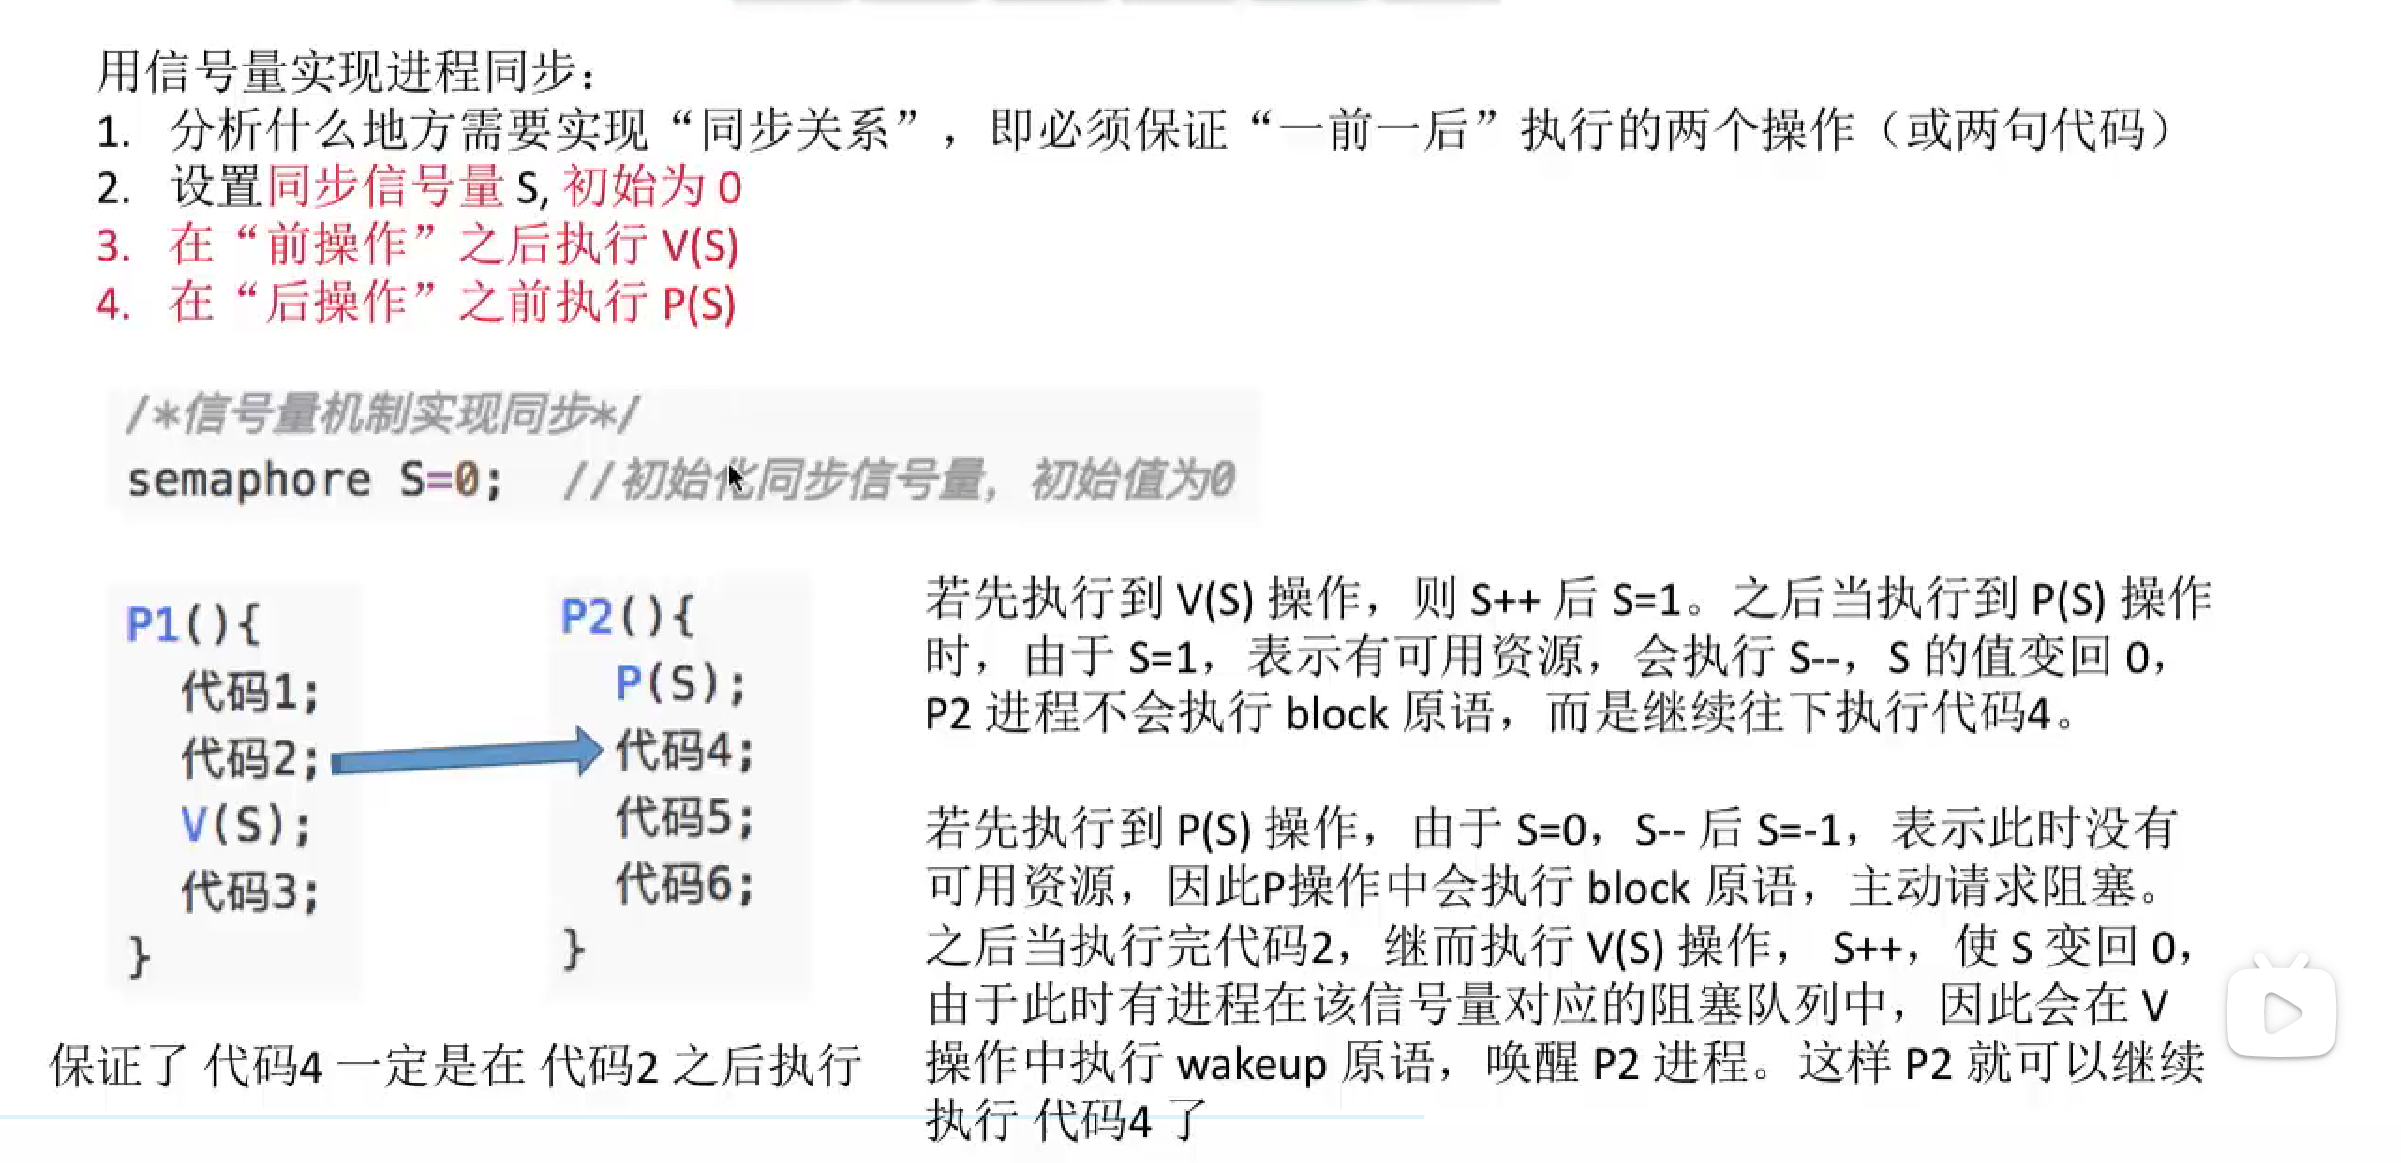 用信号量实现进程同步：
1. 分析什么地方需要实现“同步关系”，即必须保证“一前一后”执行的两个操作（或两句代码）
2. 设置同步信号量 S, 初始为 0
3. 在“前操作”之后执行 V(S)
4. 在“后操作”之前执行 P(S)
/*信号量机制实现同步*/
semaphore S=0; //初始化同步信号量，初始值为0
P1(){
代码1;
代码2;
V(S);
代码3;
}
P2(){
P(S);
代码4;
代码5;
代码6;
}
保证了 代码4 一定是在 代码2 之后执行
若先执行到 V(S) 操作，则 S++ 后 S=1。之后当执行到 P(S) 操作
时，由于 S=1，表示有可用资源，会执行 S--，S 的值变回 0，
P2 进程不会执行 block 原语，而是继续往下执行代码4。
若先执行到 P(S) 操作，由于 S=0，S-- 后 S=-1，表示此时没有
可用资源，因此P操作中会执行 block 原语，主动请求阻塞。
之后当执行完代码2，继而执行 V(S) 操作， S++，使 S 变回 0，
由于此时有进程在该信号量对应的阻塞队列中，因此会在 V
操作中执行 wakeup 原语，唤醒 P2 进程。这样 P2 就可以继续
执行 代码4 了